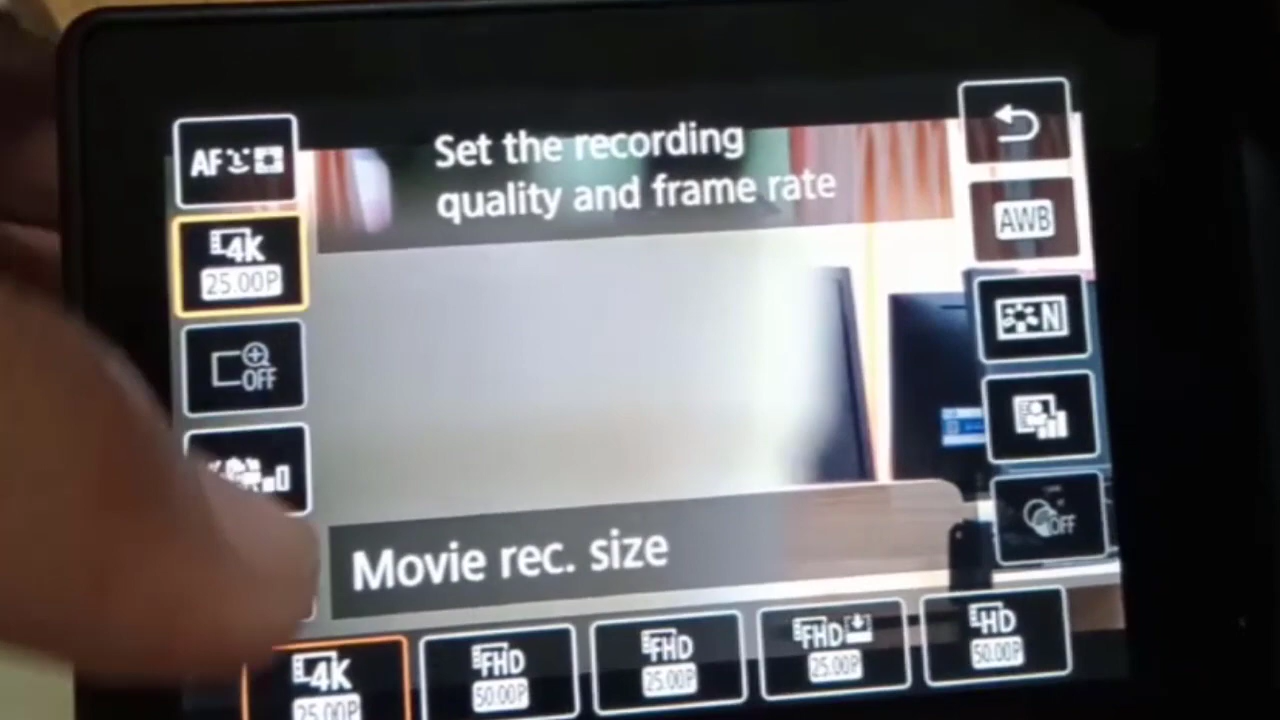 Set the recording
quality and frame rate
AF
4K
25.00P
OFF
AWB
N
OFF
Movie rec. size
4K
25.00P
FHD
50.00P
FHD
25.00P
FHD
25.00P
HD
50.00P